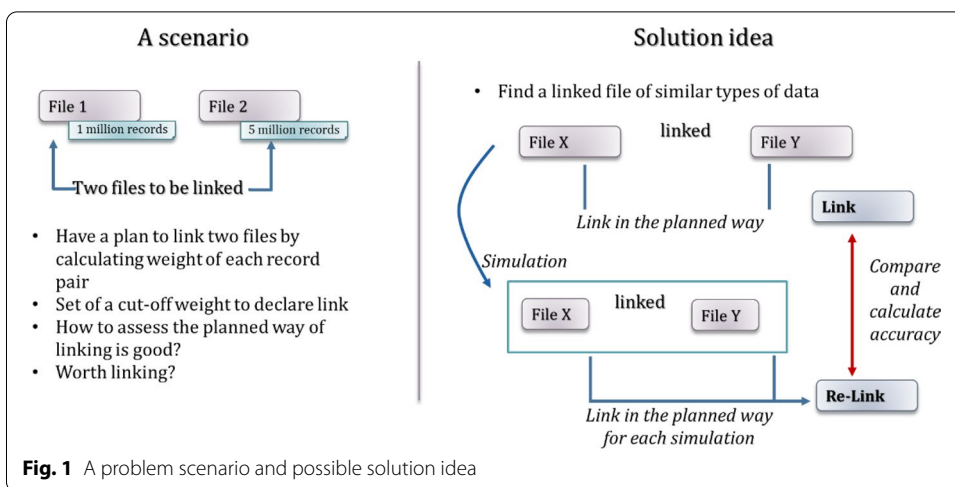 A scenario
File 1
1 million records
File 2
5 million records
Two files to be linked
• Have a plan to link two files by
calculating weight of each record
pair
• Set of a cut-off weight to declare link
• How to assess the planned way of
linking is good?
• Worth linking?
Solution idea
• Find a linked file of similar types of data
File X
linked
File Y
Link in the planned way
Simulation
File X
linked
File Y
Link in the planned way
for each simulation
Link
Compare
and
calculate
accuracy
Re-Link
Fig. 1 A problem scenario and possible solution idea